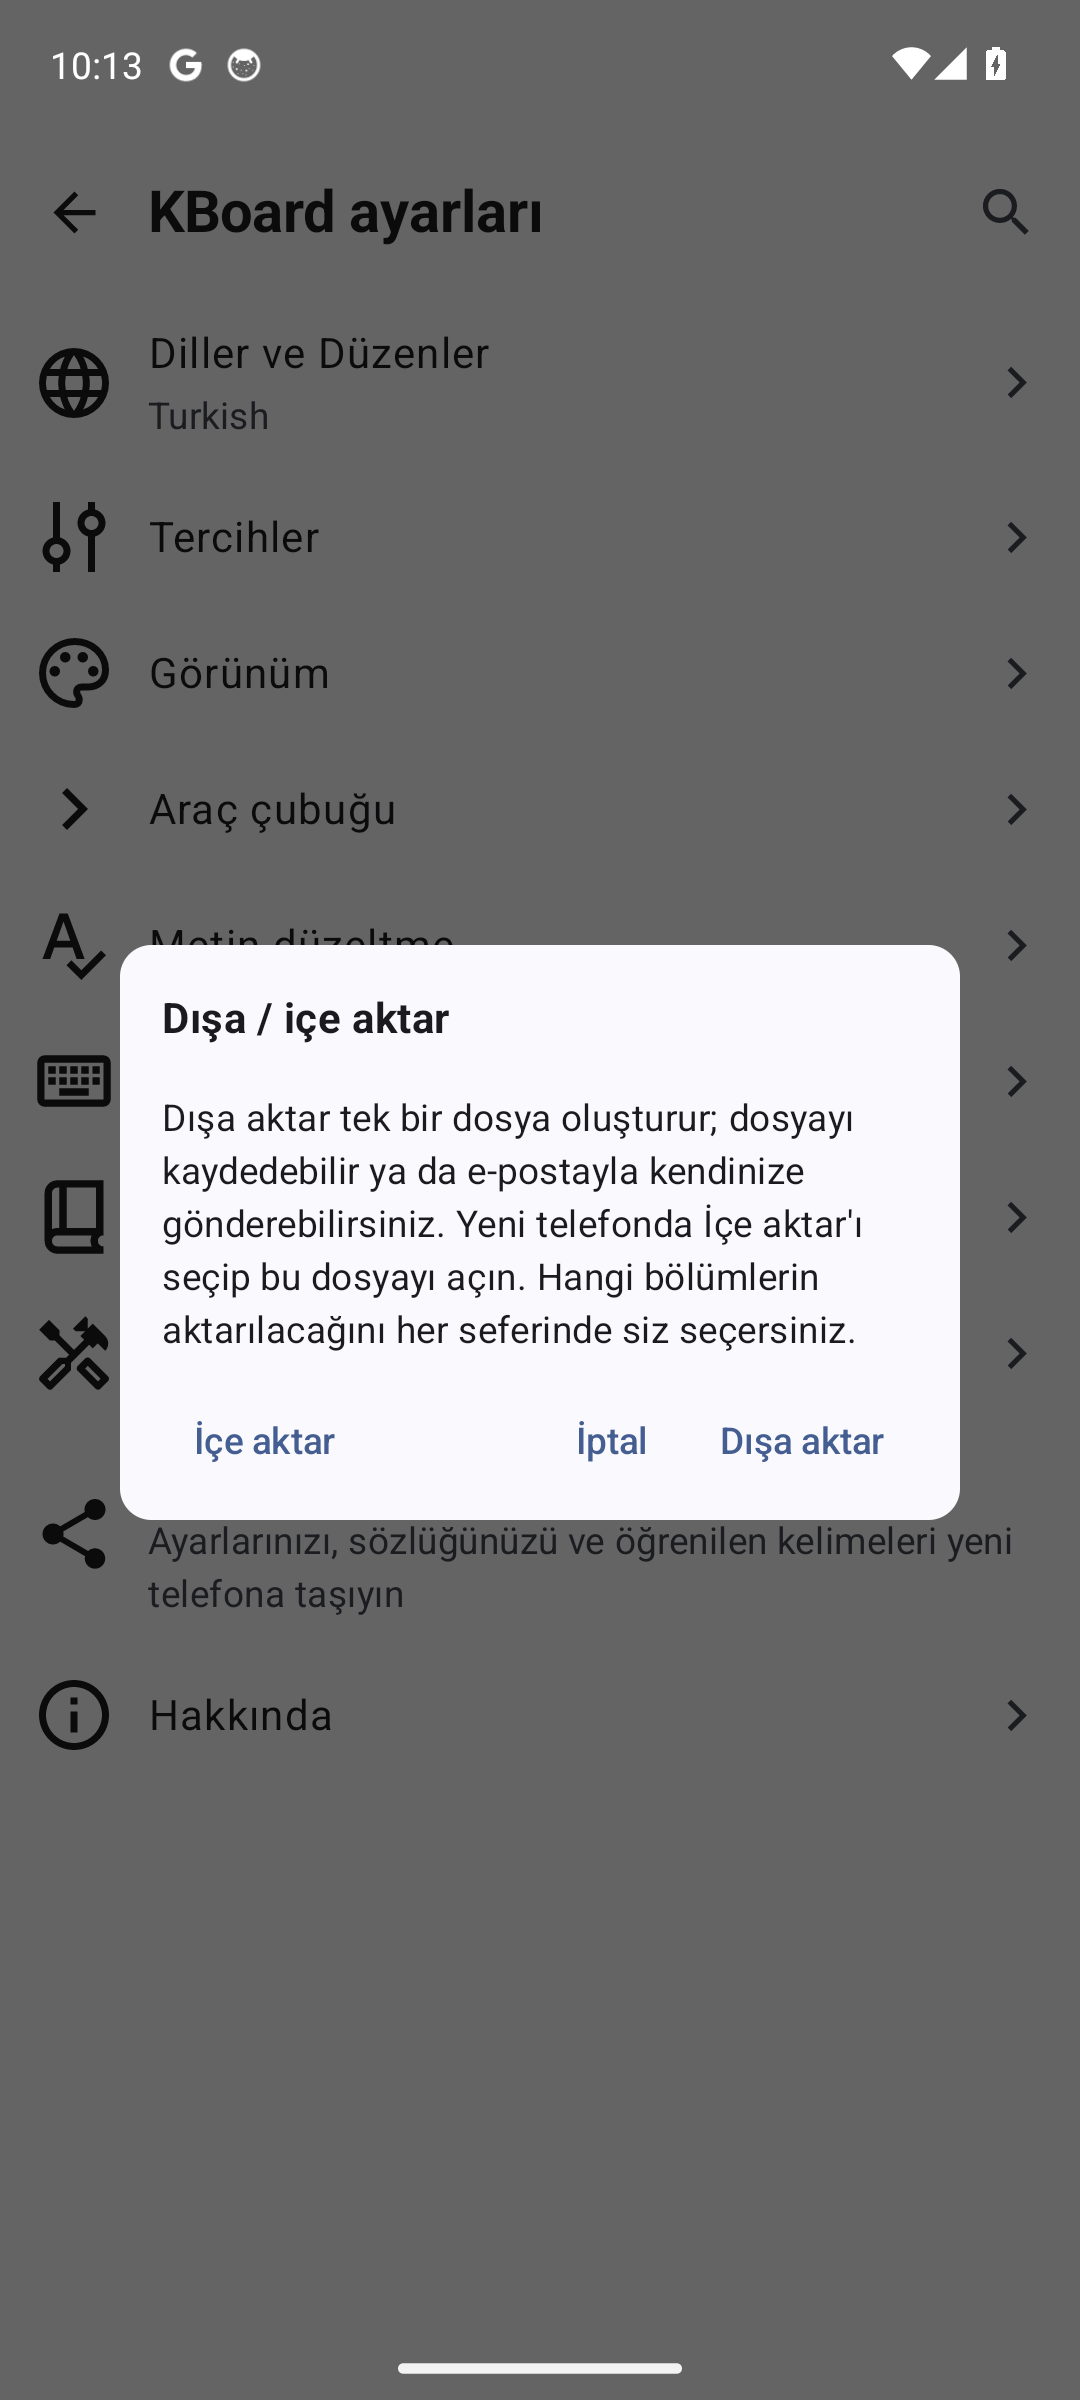 10:13
KBoard ayarları
Diller ve Düzenler
Turkish
Tercihler
Görünüm
Araç çubuğu
Metin düzeltme
Dışa / içe aktar
Dışa aktar tek bir dosya oluşturur; dosyayı
kaydedebilir ya da e-postayla kendinize
gönderebilirsiniz. Yeni telefonda İçe aktar'ı
seçip bu dosyayı açın. Hangi bölümlerin
aktarılacağını her seferinde siz seçersiniz.
İçe aktar İptal Dışa aktar
Ayarlarınızı, sözlüğünüzü ve öğrenilen kelimeleri yeni
telefona taşıyın
Hakkında